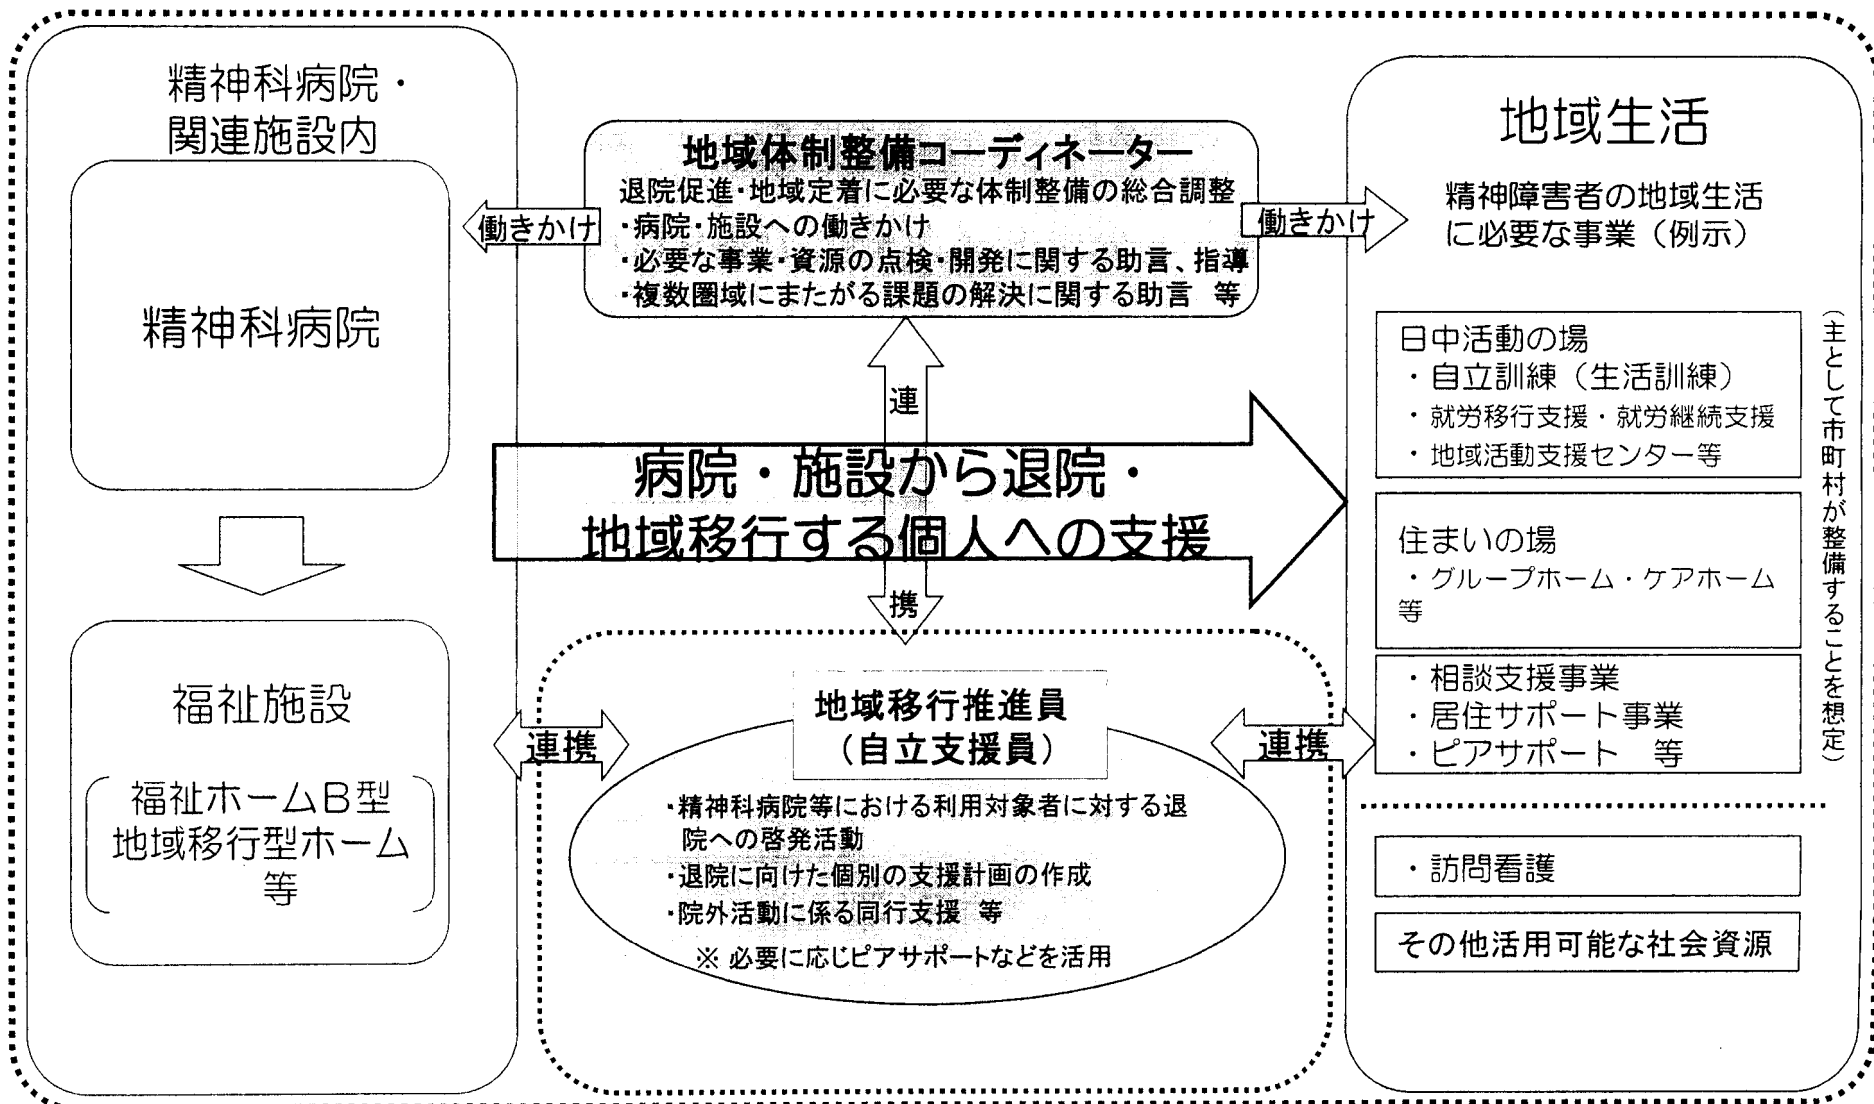 精神科病院・
関連施設内
精神科病院
福祉施設
福祉ホームB型
地域移行型ホーム
等
地域体制整備コーディネーター
退院促進・地域定着に必要な体制整備の総合調整
・病院・施設への働きかけ
・必要な事業・資源の点検・開発に関する助言、指導
・複数圏域にまたがる課題の解決に関する助言　等
働きかけ
働きかけ
連
病院・施設から退院・
地域移行する個人への支援
携
地域移行推進員
（自立支援員）
連携
連携
・精神科病院等における利用対象者に対する退
院への啓発活動
・退院に向けた個別の支援計画の作成
・院外活動に係る同行支援 等
※ 必要に応じピアサポートなどを活用
地域生活
精神障害者の地域生活
に必要な事業（例示）
日中活動の場
・自立訓練（生活訓練）
・就労移行支援・就労継続支援
・地域活動支援センター等
住まいの場
・グループホーム・ケアホーム
等
・相談支援事業
・居住サポート事業
・ピアサポート　等
（主として市町村が整備することを想定）
・訪問看護
その他活用可能な社会資源